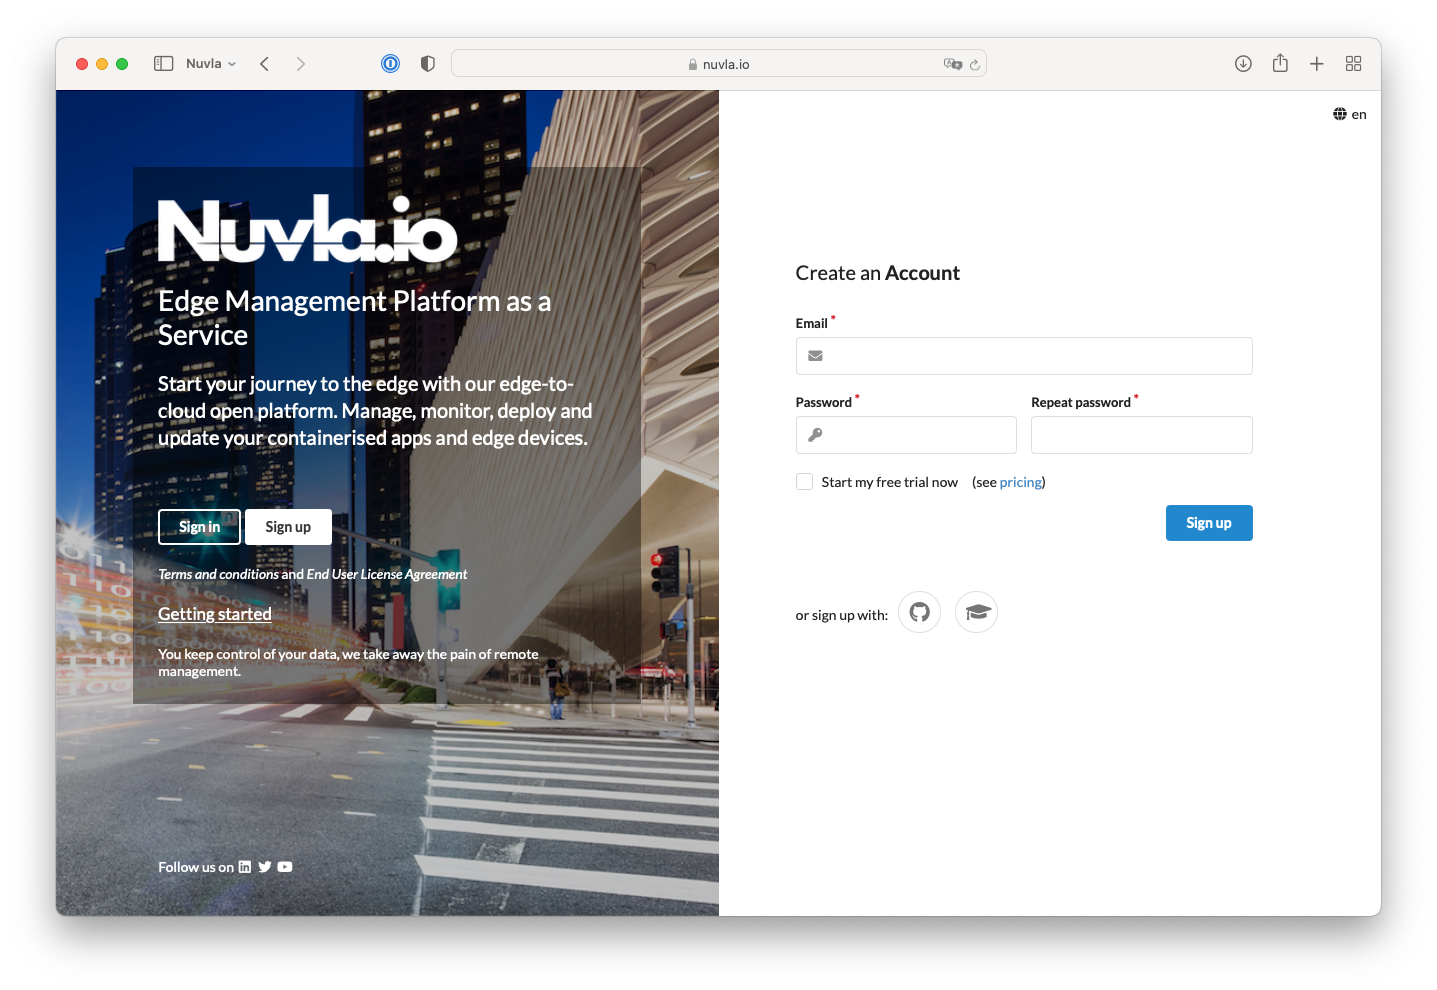 Nuvla
nuvla.io
en
Nuvla.io
Edge Management Platform as a
Service
Start your journey to the edge with our edge-to-
cloud open platform. Manage, monitor, deploy and
update your containerised apps and edge devices.
Sign in
Sign up
Terms and conditions and End User License Agreement
Getting started
You keep control of your data, we take away the pain of remote
management.
Follow us on
Create an Account
Email *
Password *
Repeat password *
Start my free trial now (see pricing)
Sign up
or sign up with: